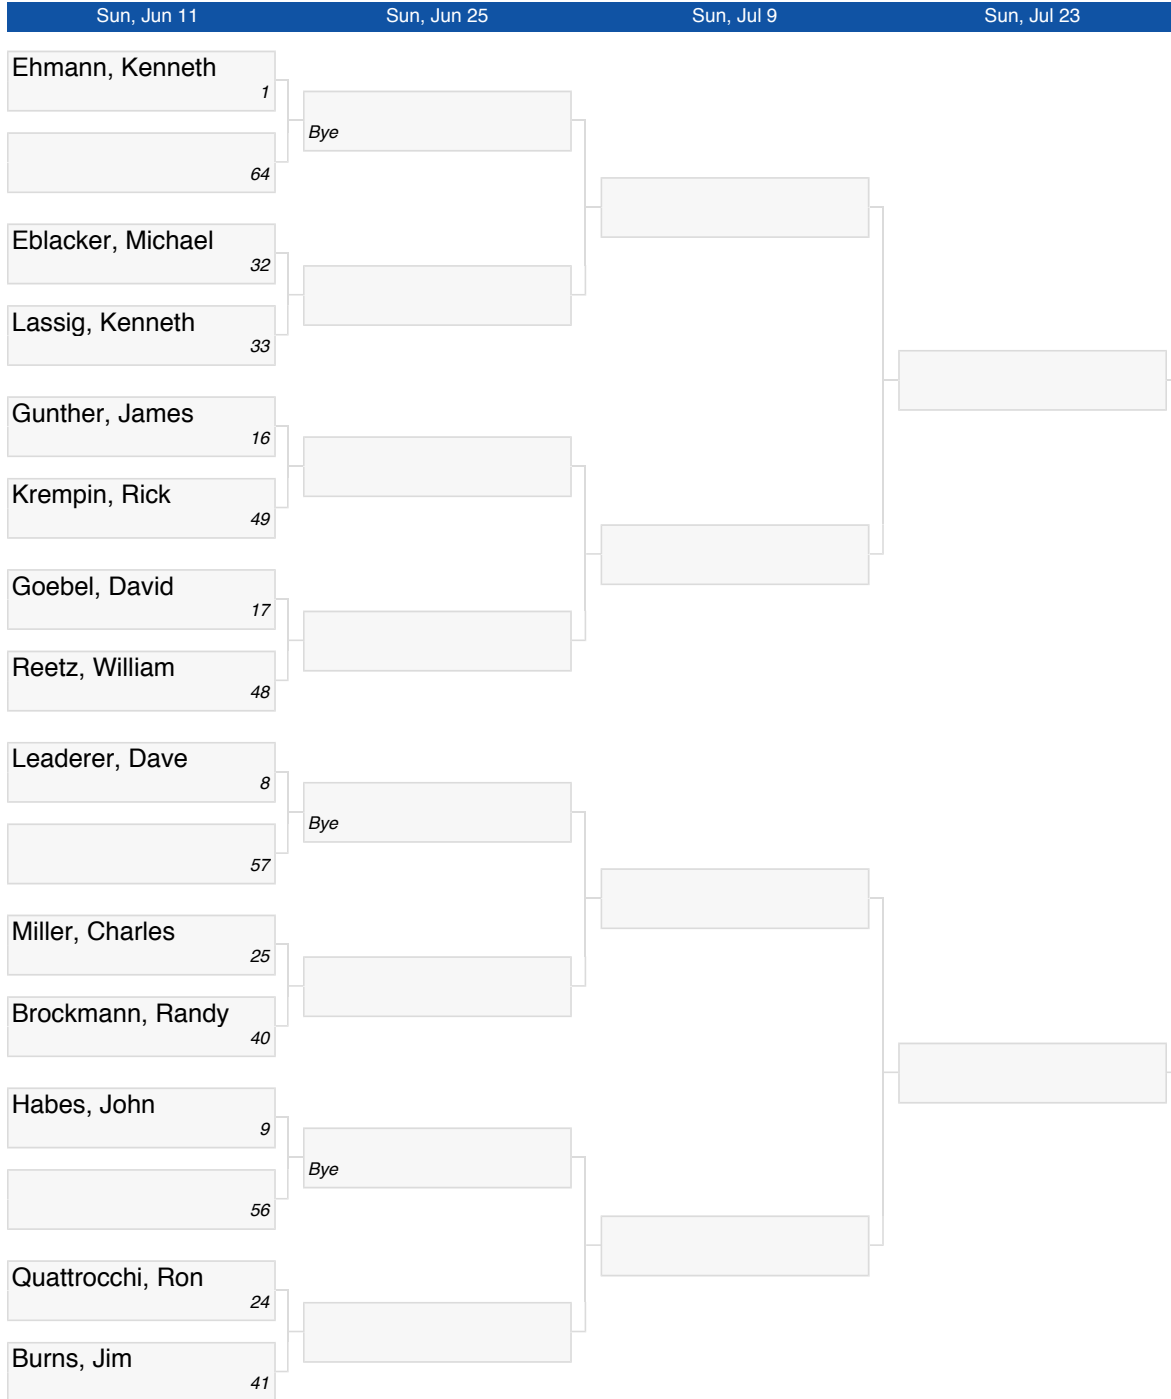 Sun, Jun 11 Sun, Jun 25 Sun, Jul 9 Sun, Jul 23
Ehmann, Kenneth
1
Bye
64
Eblacker, Michael
32
Lassig, Kenneth
33
Gunther, James
16
Krempin, Rick
49
Goebel, David
17
Reetz, William
48
Leaderer, Dave
8
Bye
57
Miller, Charles
25
Brockmann, Randy
40
Habes, John
9
Bye
56
Quattrocchi, Ron
24
Burns, Jim
41